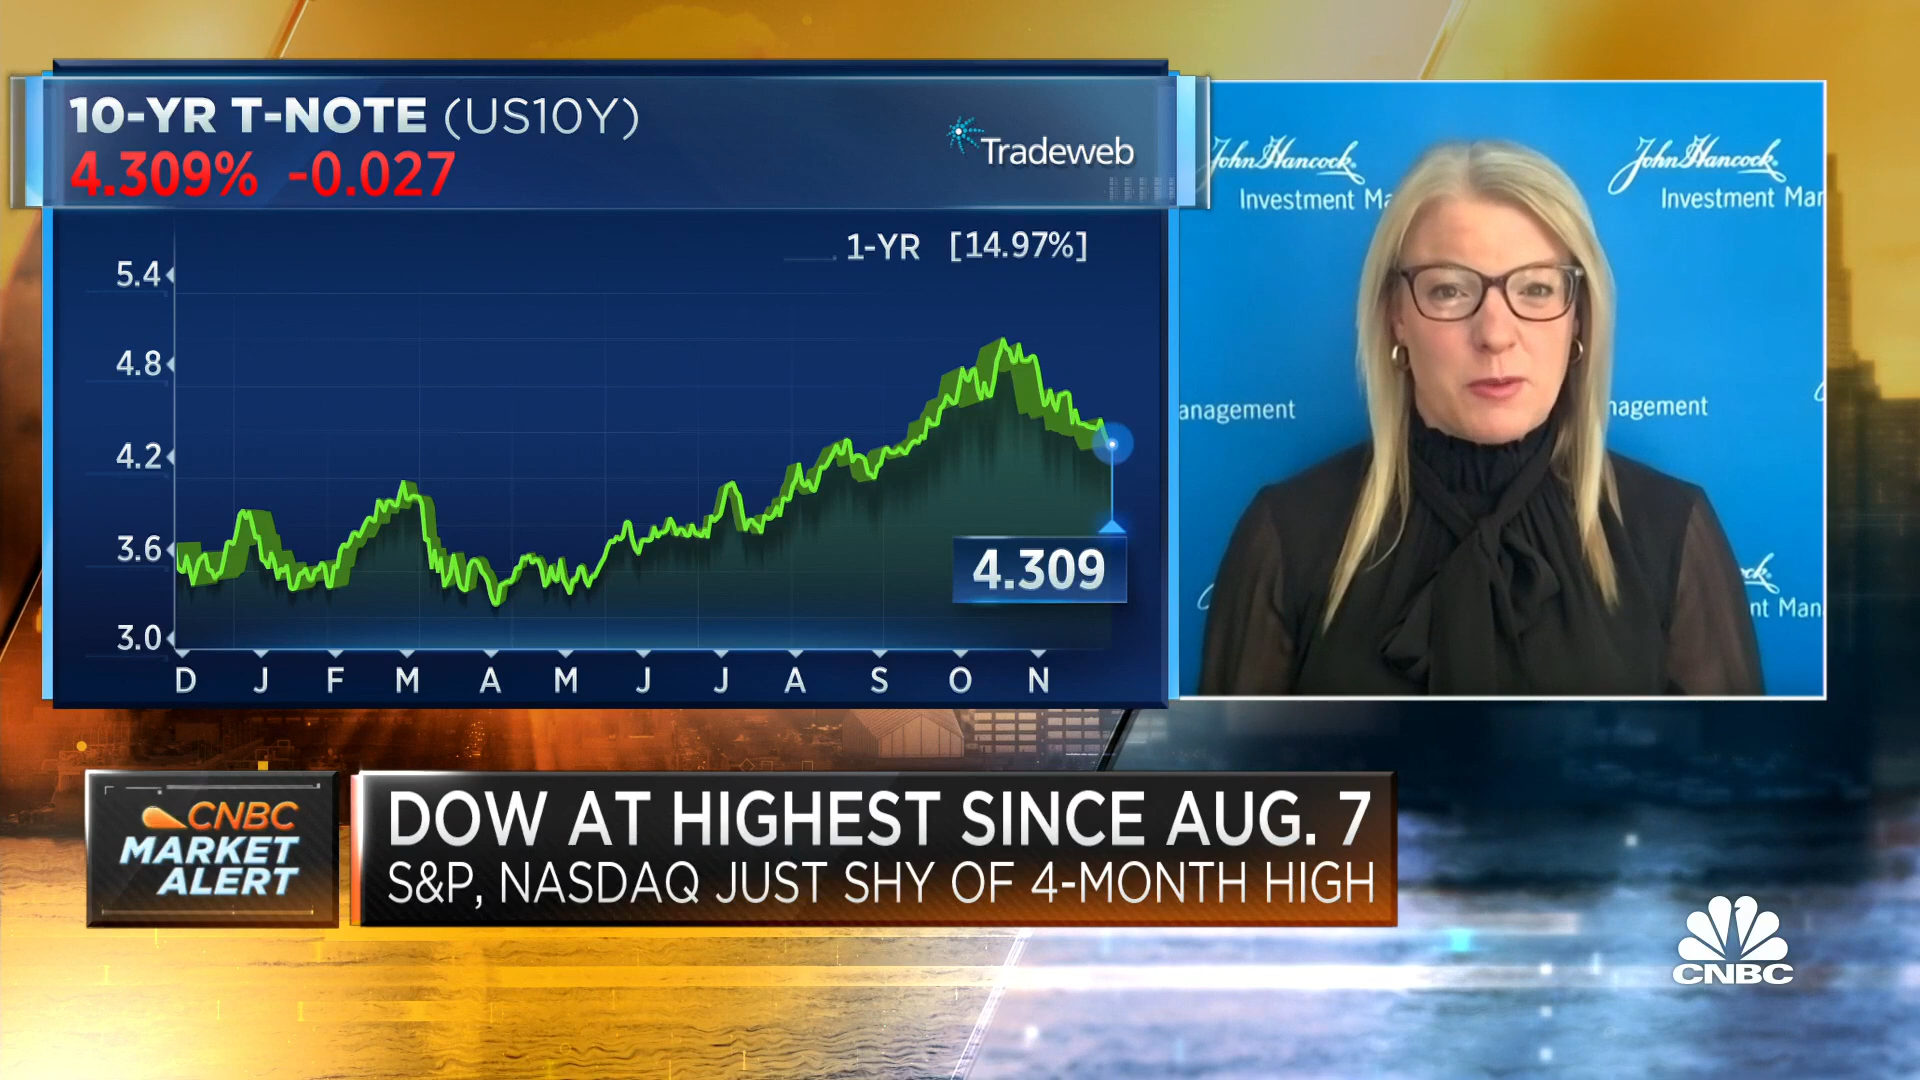 10-YR T-NOTE (US10Y)
4.309% -0.027
Tradeweb
1-YR [14.97%]
5.4
4.8
4.2
3.6
3.0
4.309
D J F M A M J J A S O N
John Hancock
Investment Ma
John Hancock
Investment Man
anagement
nagement
ck
nt Man
CNBC
MARKET
ALERT
DOW AT HIGHEST SINCE AUG. 7
S&P, NASDAQ JUST SHY OF 4-MONTH HIGH
CNBC